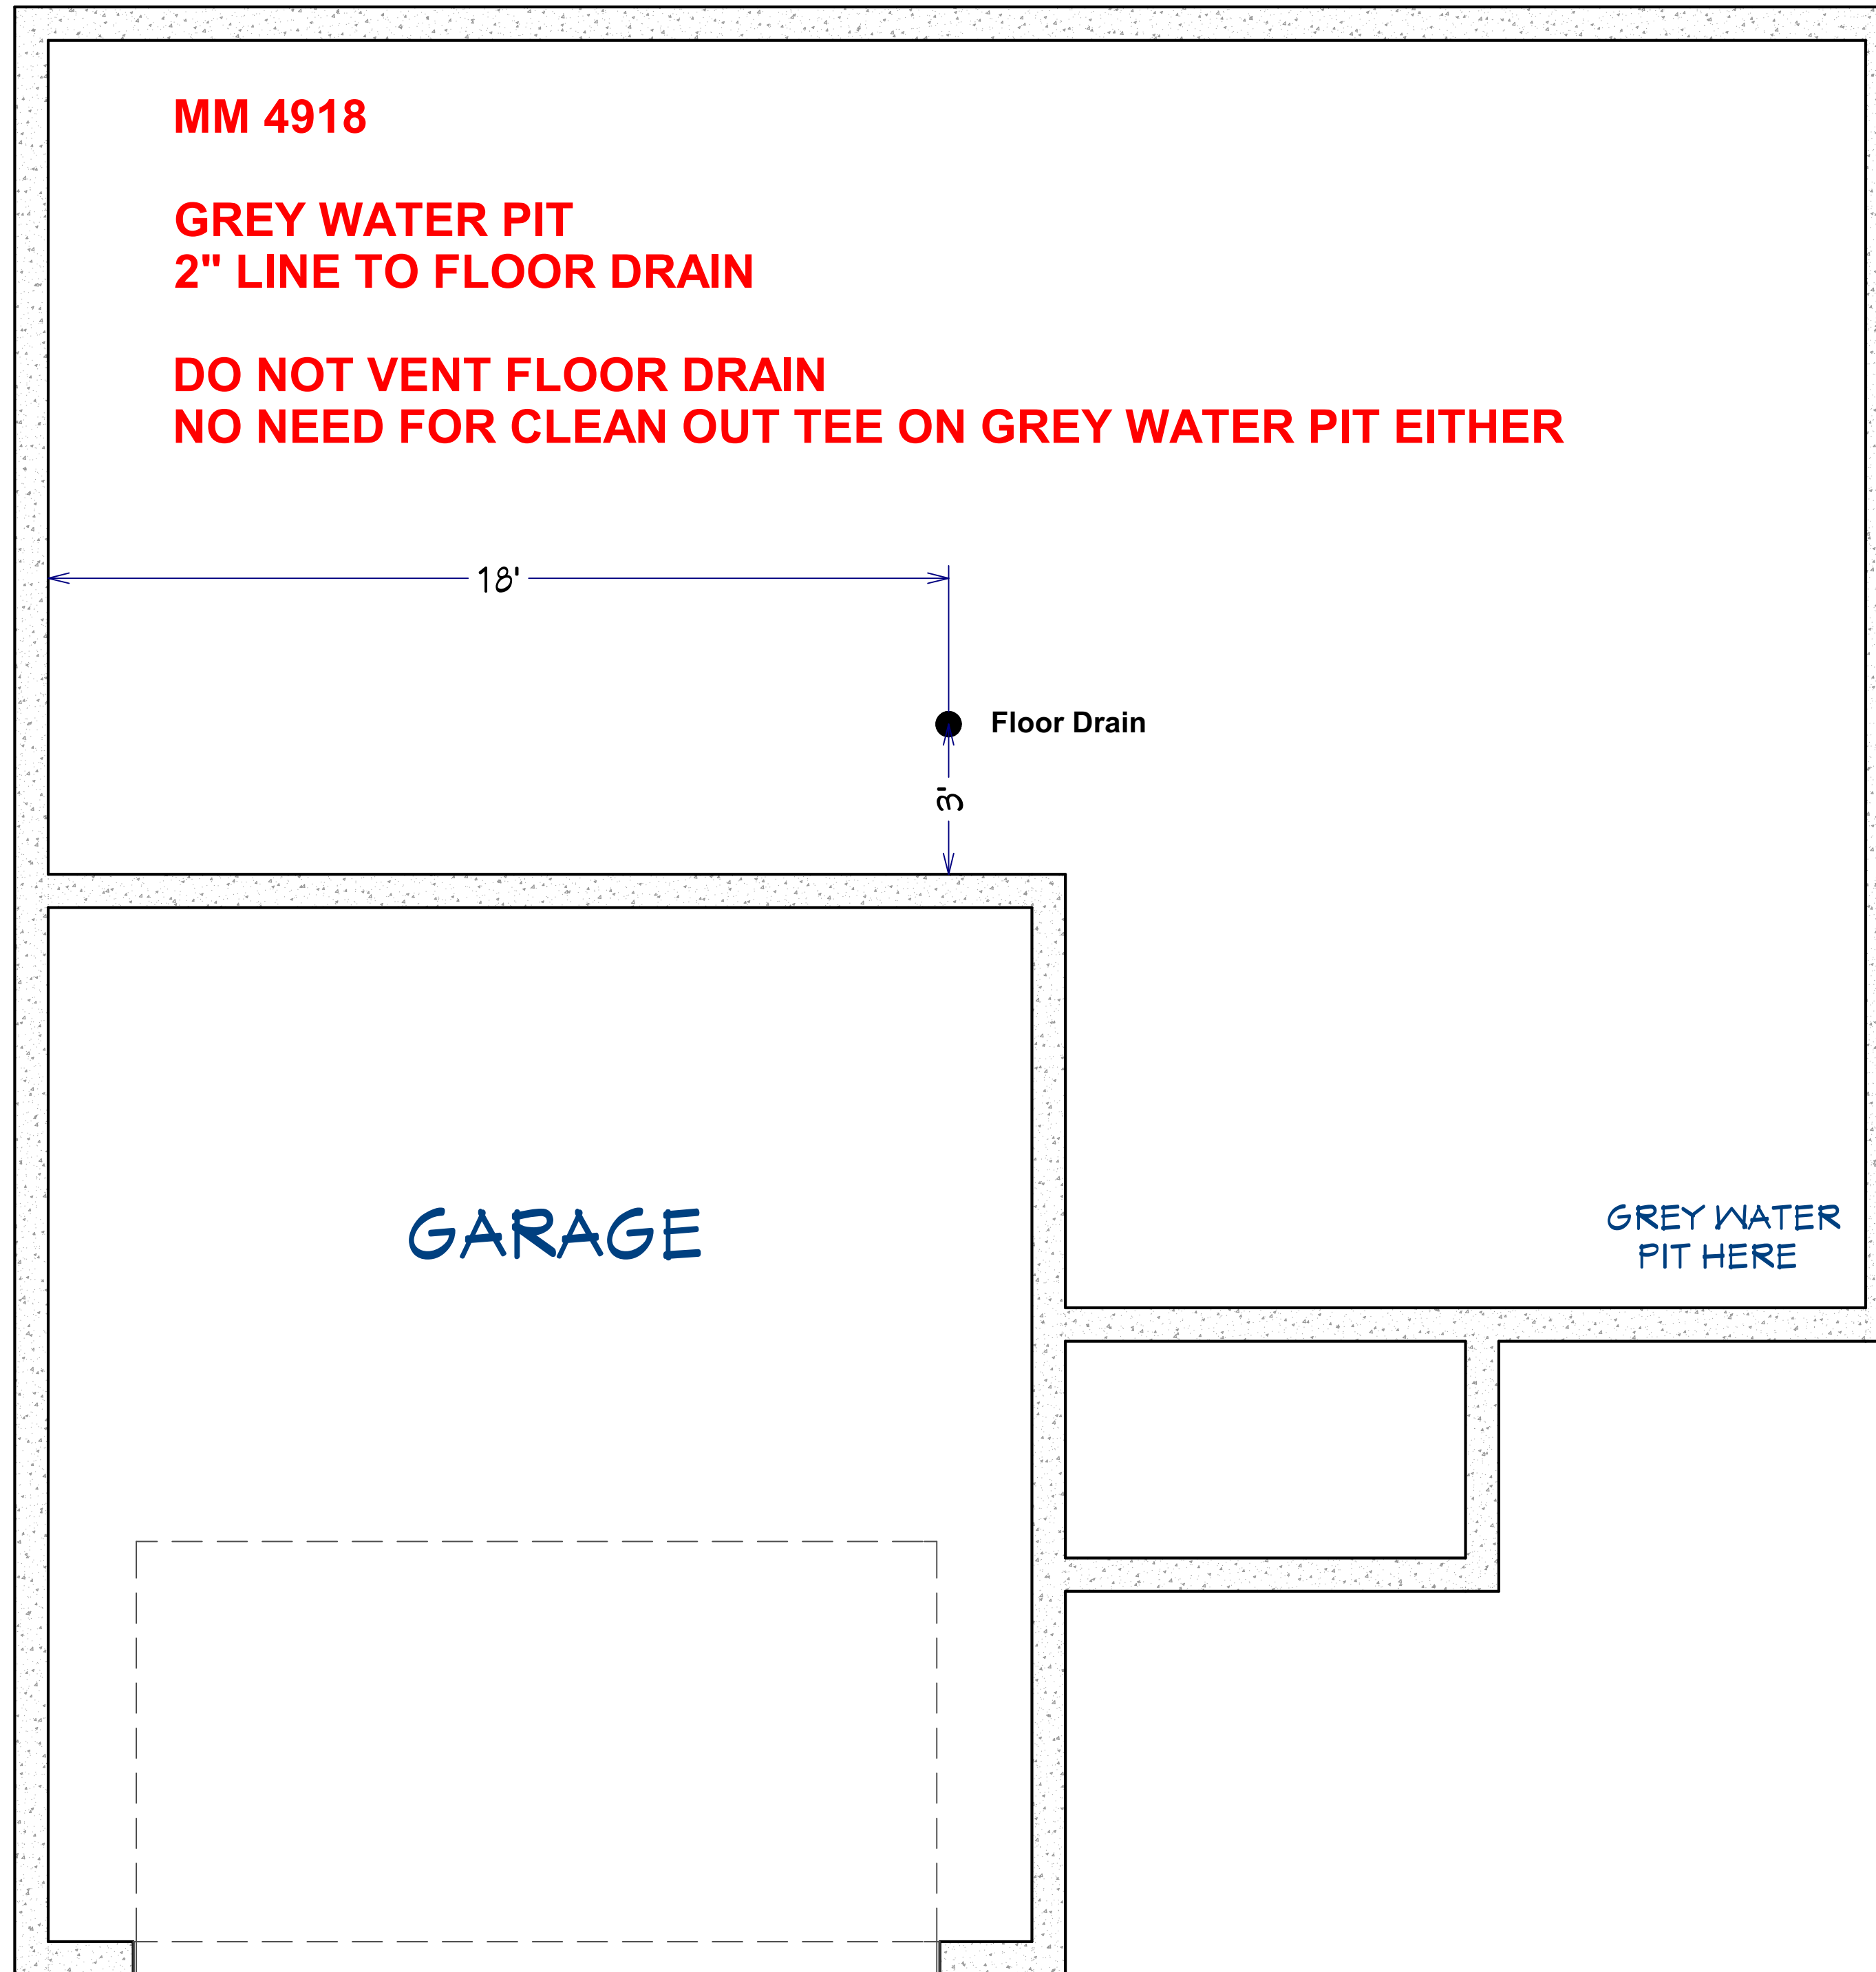 MM 4918
GREY WATER PIT
2" LINE TO FLOOR DRAIN
DO NOT VENT FLOOR DRAIN
NO NEED FOR CLEAN OUT TEE ON GREY WATER PIT EITHER
18'
Floor Drain
3'
GARAGE
GREY WATER
PIT HERE